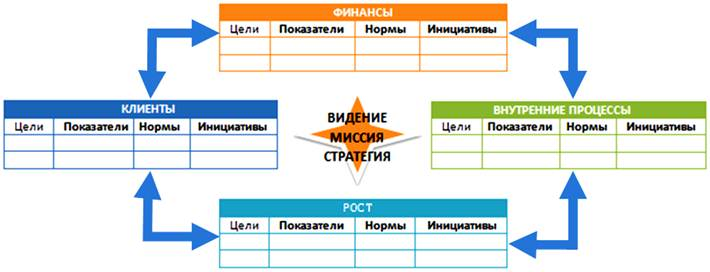 ФИНАНСЫ
Цели Показатели Нормы Инициативы
КЛИЕНТЫ
Цели Показатели Нормы Инициативы
ВИДЕНИЕ
МИССИЯ
СТРАТЕГИЯ
ВНУТРЕННИЕ ПРОЦЕССЫ
Цели Показатели Нормы Инициативы
РОСТ
Цели Показатели Нормы Инициативы